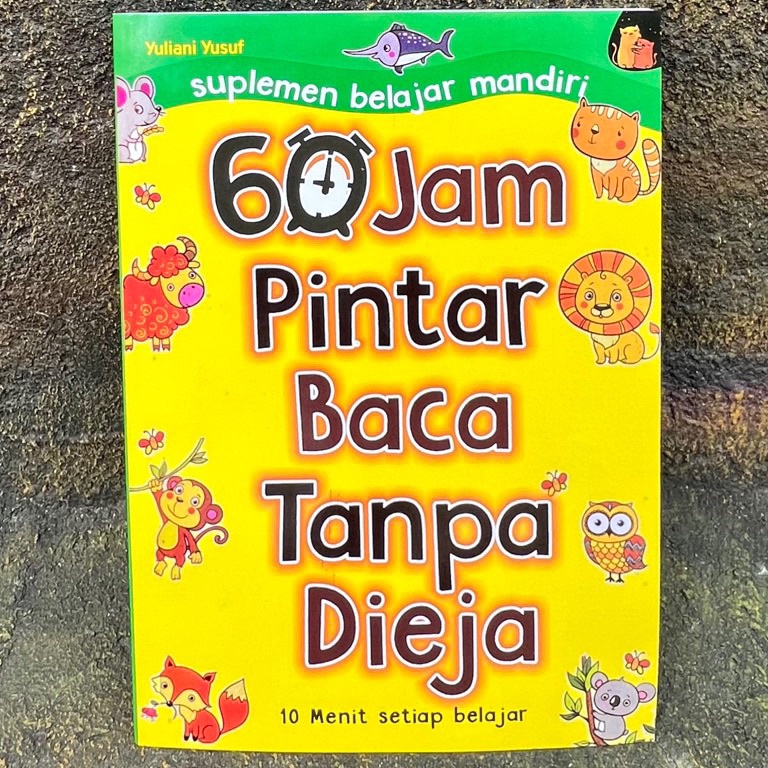 Yuliani Yusuf
suplemen belajar mandiri
60 Jam
Pintar
Baca
Tanpa
Dieja
10 Menit setiap belajar